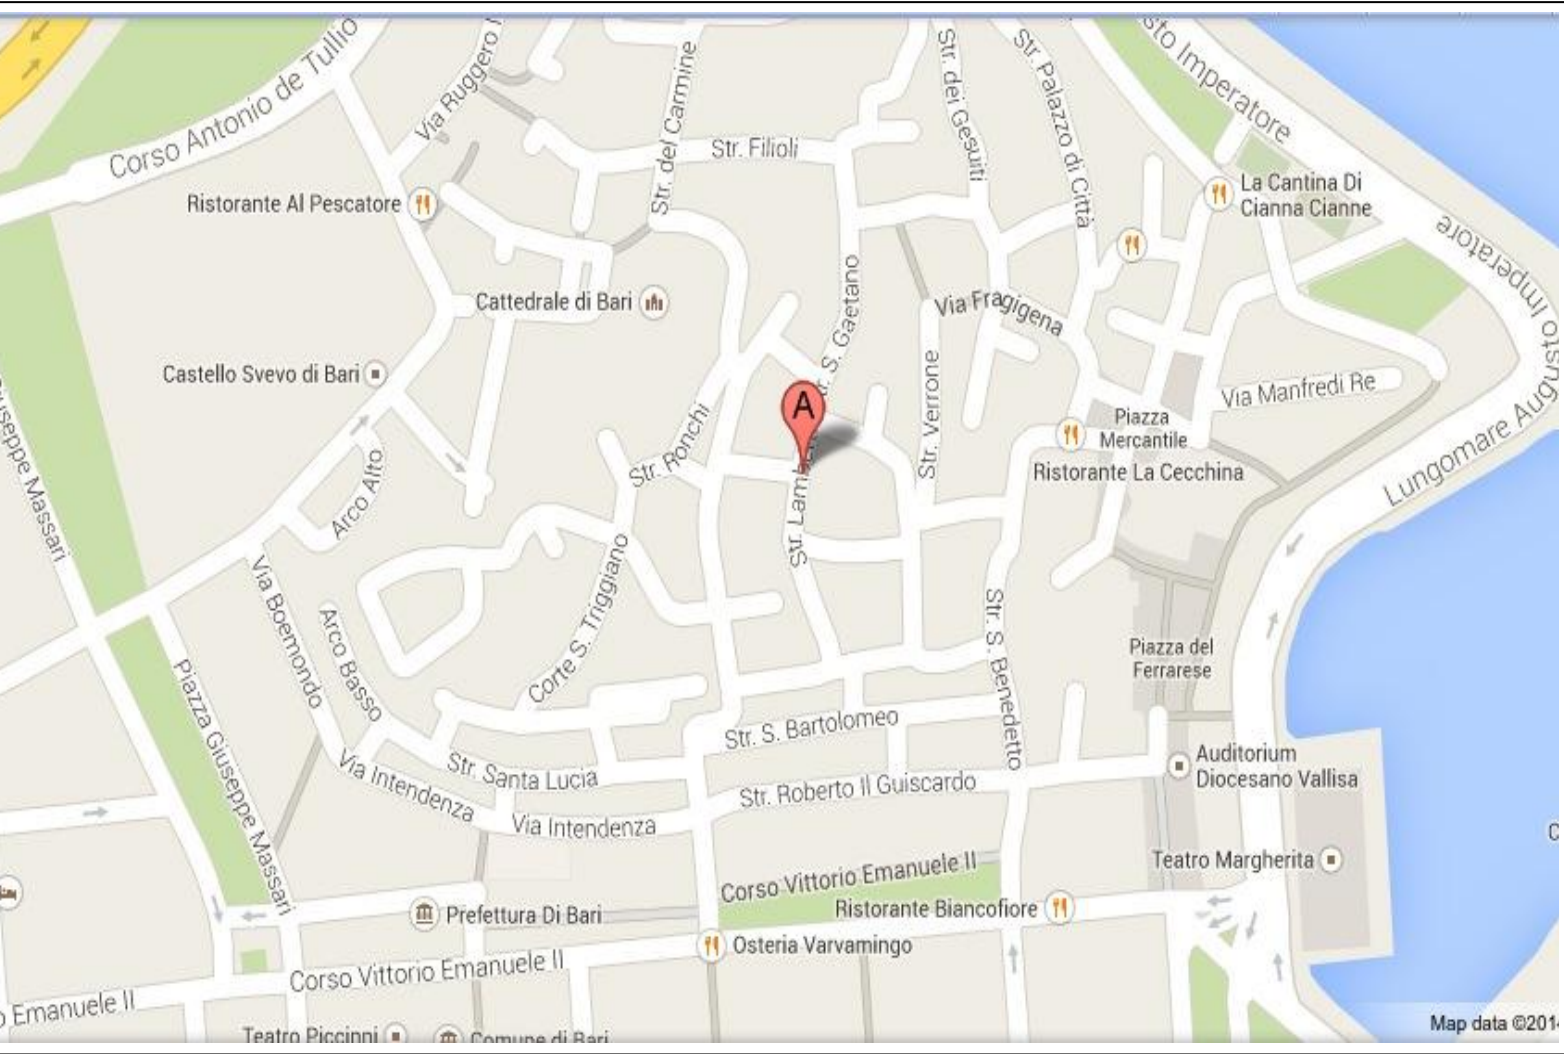 sto Imperatore
Corso Antonio de Tullio
Via Ruggero
Str. del Carmine
Str. Filioli
Str. dei Gesuiti
Str. Palazzo di Città
La Cantina Di
Cianna Cianne
Ristorante Al Pescatore
Augusto Imperatore
Lungomare
Cattedrale di Bari
S. Gaetano
Via Fragigena
Castello Svevo di Bari
Via Manfredi Re
A
Str. Verrone
Piazza
Mercantile
Ristorante La Cecchina
Str. Ronchi
Arco Alto
Str. Lamb
iuseppe Massari
Via Boemondo
Arco Basso
Corte S. Triggiano
Str. S. Benedetto
Piazza del
Ferrarese
Piazza Giuseppe Massari
Str. S. Bartolomeo
Str. Santa Lucia
Via Intendenza
Via Intendenza
Str. Roberto Il Guiscardo
Auditorium
Diocesano Vallisa
Teatro Margherita
C
Corso Vittorio Emanuele II
Ristorante Biancofiore
Prefettura Di Bari
Osteria Varvamingo
Corso Vittorio Emanuele II
o Emanuele II
Teatro Piccinni
Comune di Bari
Map data ©201